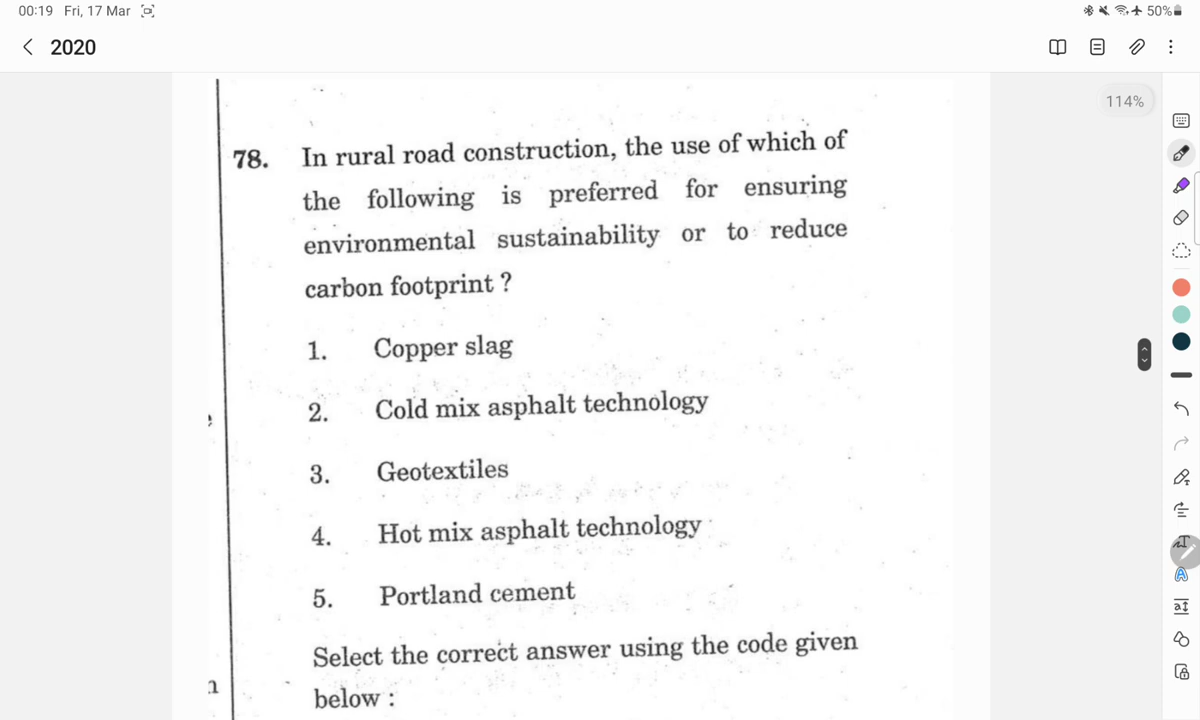 00:19 Fri, 17 Mar 50%
2020
114%
78. In rural road construction, the use of which of
the following is preferred for ensuring
environmental sustainability or to reduce
carbon footprint ?
1. Copper slag
2. Cold mix asphalt technology
3. Geotextiles
4. Hot mix asphalt technology
5. Portland cement
Select the correct answer using the code given
n
below :